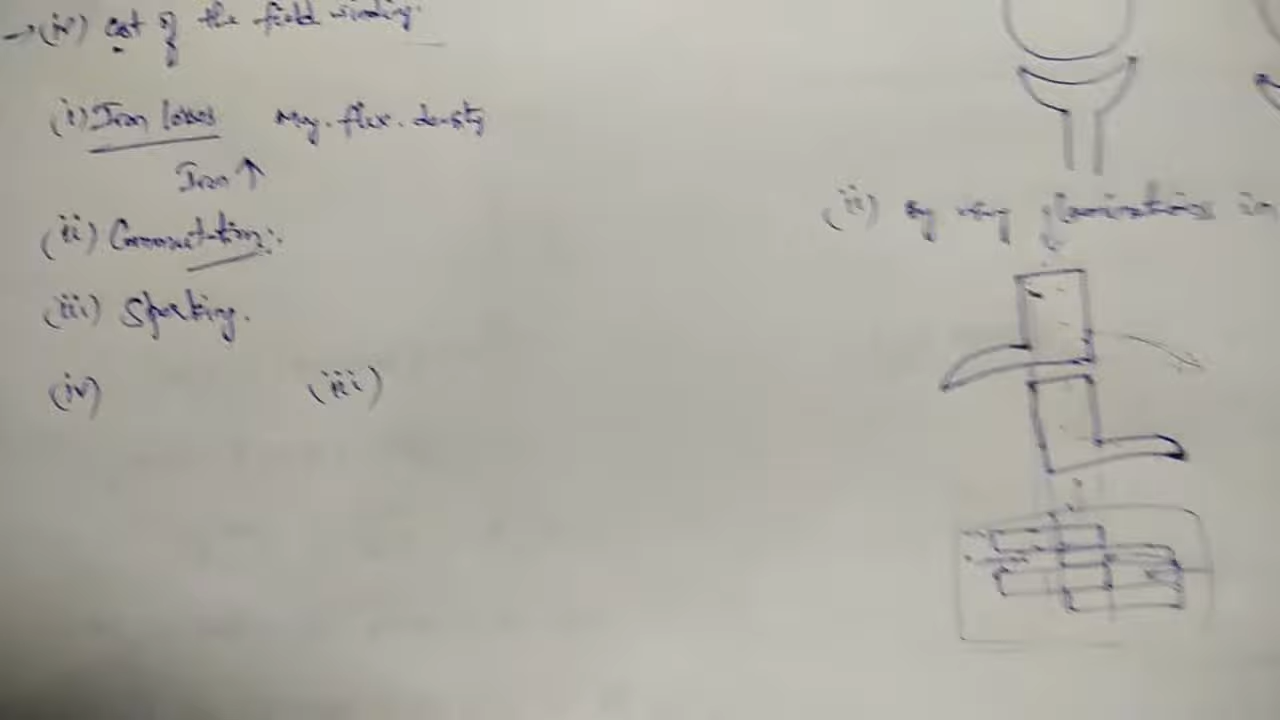 →(iv) Cost of the field winding.
(i) Iron losses Mag. flux. density
Iron ↑
(ii) Commutation:.
(iii) Sparking.
(iv) (iii)
(ii) By using laminations in